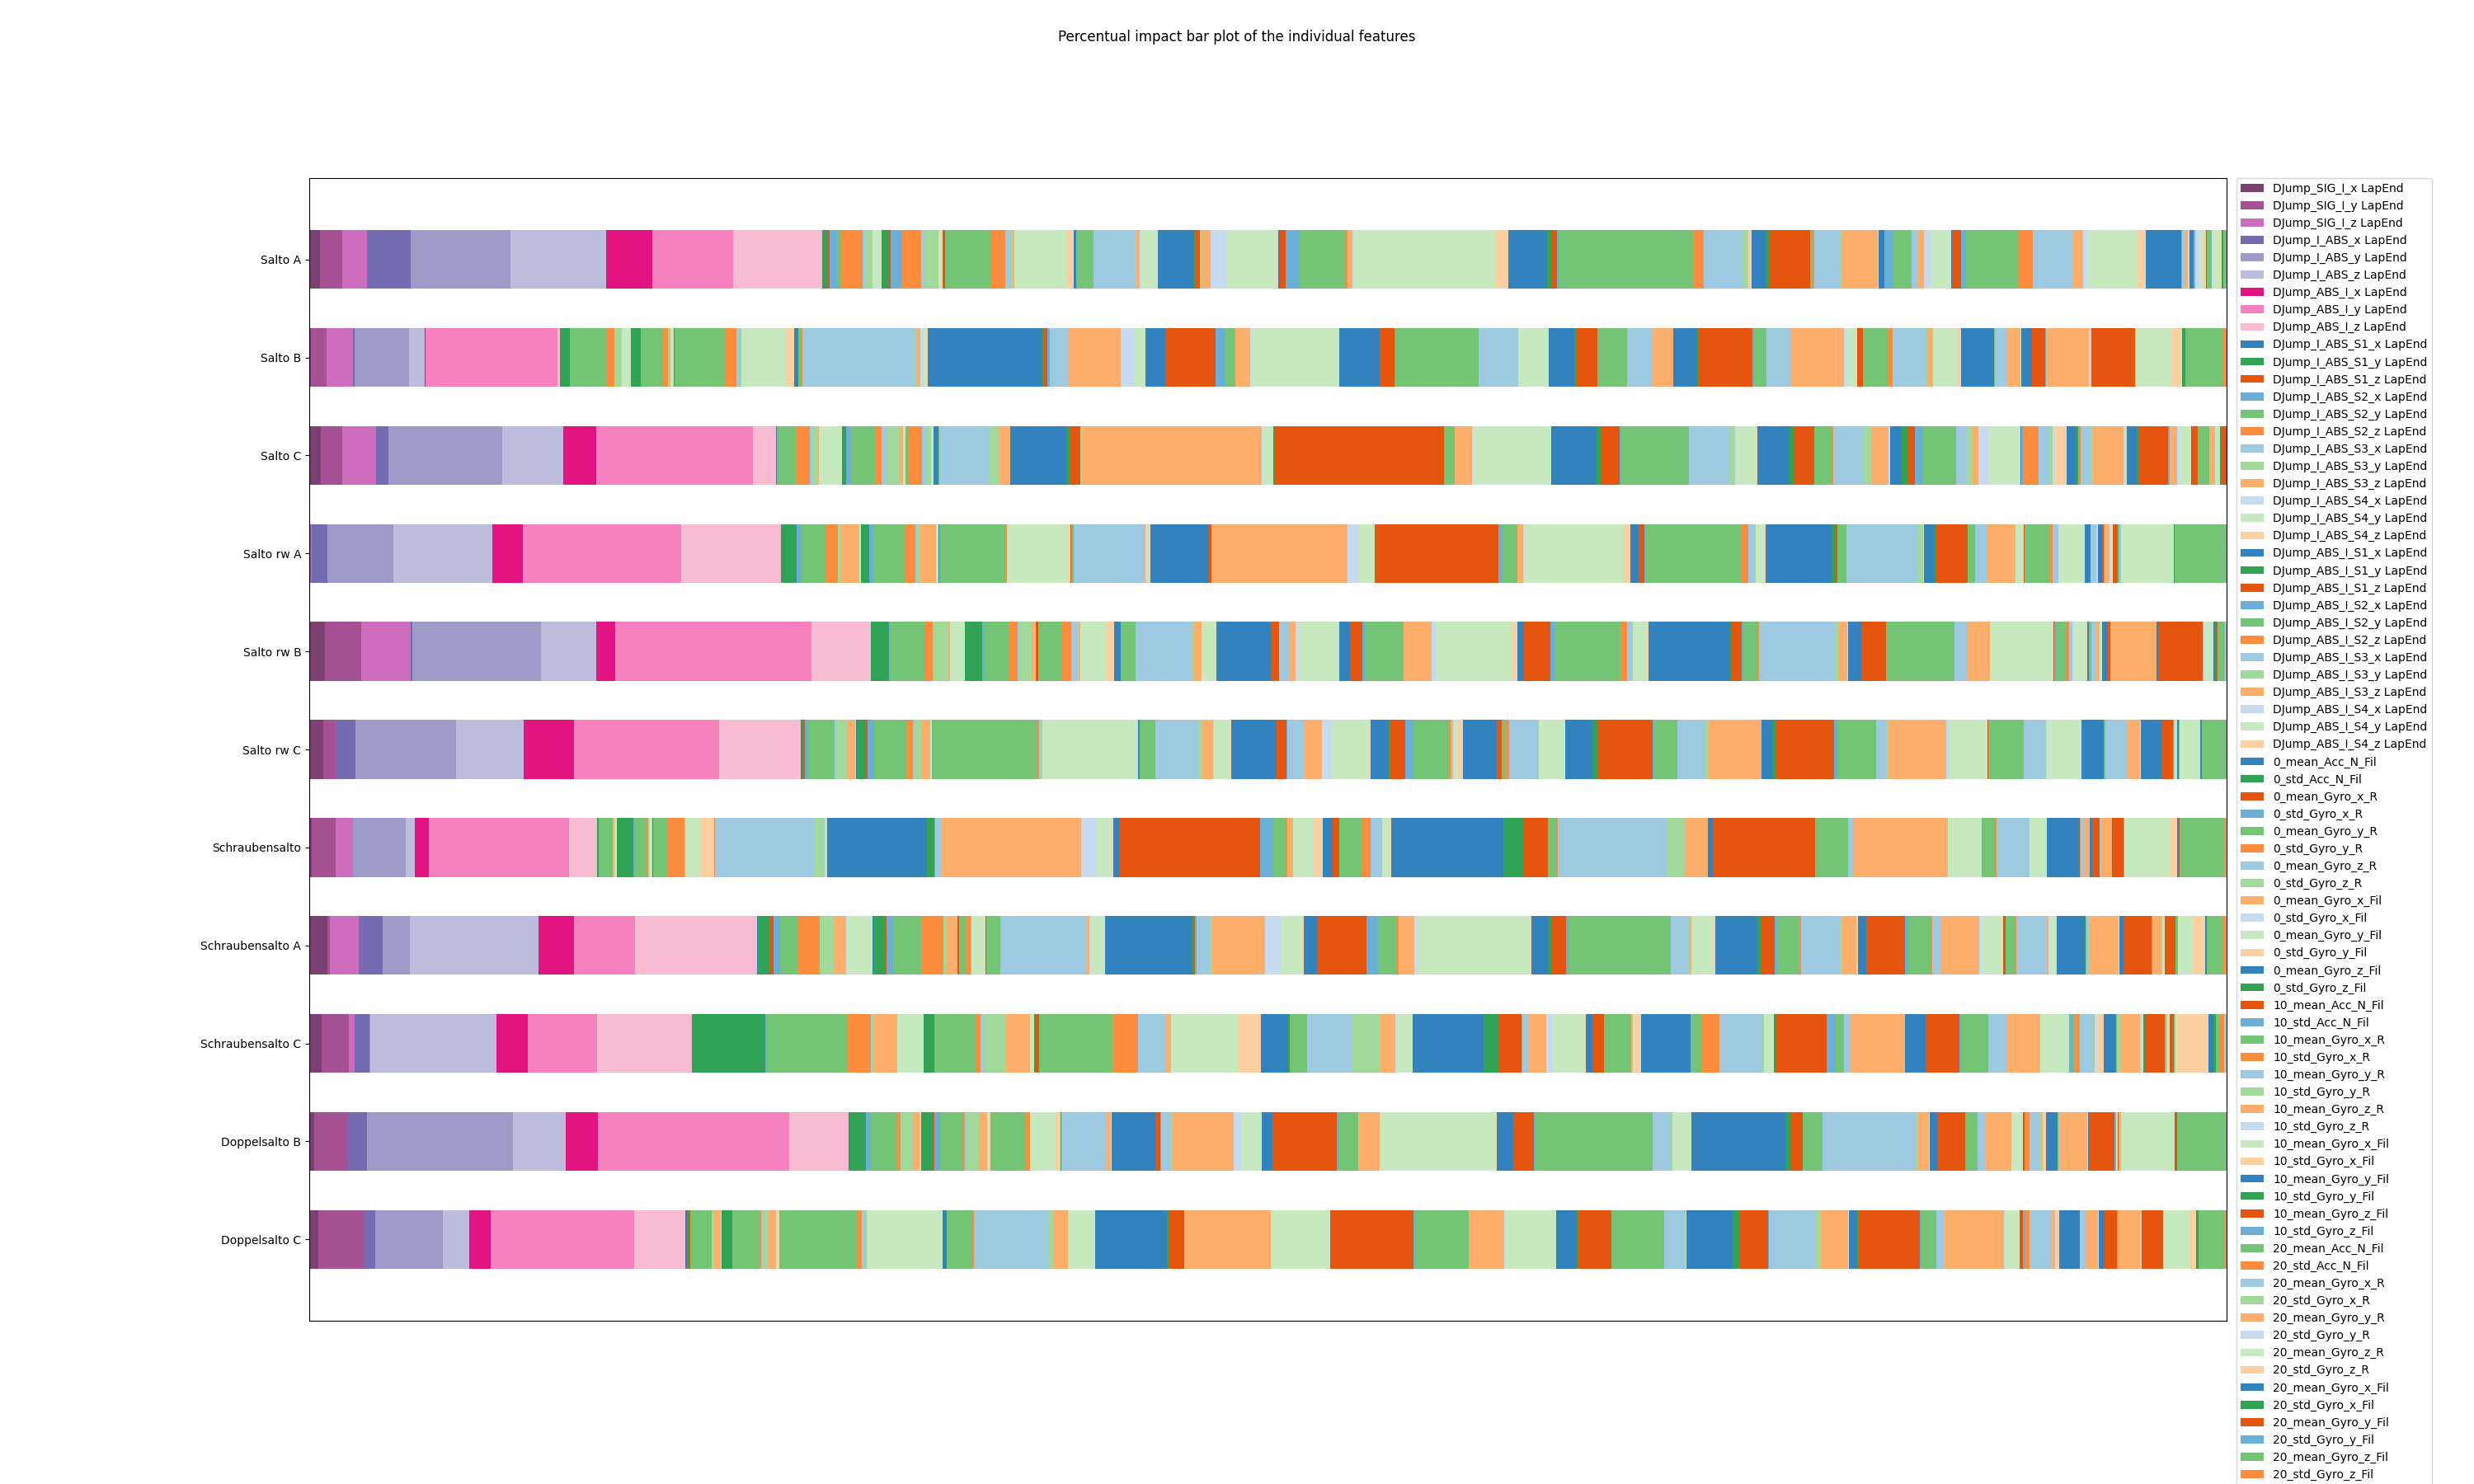 Percentual impact bar plot of the individual features
Salto A
Salto B
Salto C
Salto rw A
Salto rw B
Salto rw C
Schraubensalto
Schraubensalto A
Schraubensalto C
Doppelsalto B
Doppelsalto C
DJump_SIG_I_x LapEnd
DJump_SIG_I_y LapEnd
DJump_SIG_I_z LapEnd
DJump_I_ABS_x LapEnd
DJump_I_ABS_y LapEnd
DJump_I_ABS_z LapEnd
DJump_ABS_I_x LapEnd
DJump_ABS_I_y LapEnd
DJump_ABS_I_z LapEnd
DJump_I_ABS_S1_x LapEnd
DJump_I_ABS_S1_y LapEnd
DJump_I_ABS_S1_z LapEnd
DJump_I_ABS_S2_x LapEnd
DJump_I_ABS_S2_y LapEnd
DJump_I_ABS_S2_z LapEnd
DJump_I_ABS_S3_x LapEnd
DJump_I_ABS_S3_y LapEnd
DJump_I_ABS_S3_z LapEnd
DJump_I_ABS_S4_x LapEnd
DJump_I_ABS_S4_y LapEnd
DJump_I_ABS_S4_z LapEnd
DJump_ABS_I_S1_x LapEnd
DJump_ABS_I_S1_y LapEnd
DJump_ABS_I_S1_z LapEnd
DJump_ABS_I_S2_x LapEnd
DJump_ABS_I_S2_y LapEnd
DJump_ABS_I_S2_z LapEnd
DJump_ABS_I_S3_x LapEnd
DJump_ABS_I_S3_y LapEnd
DJump_ABS_I_S3_z LapEnd
DJump_ABS_I_S4_x LapEnd
DJump_ABS_I_S4_y LapEnd
DJump_ABS_I_S4_z LapEnd
0_mean_Acc_N_Fil
0_std_Acc_N_Fil
0_mean_Gyro_x_R
0_std_Gyro_x_R
0_mean_Gyro_y_R
0_std_Gyro_y_R
0_mean_Gyro_z_R
0_std_Gyro_z_R
0_mean_Gyro_x_Fil
0_std_Gyro_x_Fil
0_mean_Gyro_y_Fil
0_std_Gyro_y_Fil
0_mean_Gyro_z_Fil
0_std_Gyro_z_Fil
10_mean_Acc_N_Fil
10_std_Acc_N_Fil
10_mean_Gyro_x_R
10_std_Gyro_x_R
10_mean_Gyro_y_R
10_std_Gyro_y_R
10_mean_Gyro_z_R
10_std_Gyro_z_R
10_mean_Gyro_x_Fil
10_std_Gyro_x_Fil
10_mean_Gyro_y_Fil
10_std_Gyro_y_Fil
10_mean_Gyro_z_Fil
10_std_Gyro_z_Fil
20_mean_Acc_N_Fil
20_std_Acc_N_Fil
20_mean_Gyro_x_R
20_std_Gyro_x_R
20_mean_Gyro_y_R
20_std_Gyro_y_R
20_mean_Gyro_z_R
20_std_Gyro_z_R
20_mean_Gyro_x_Fil
20_std_Gyro_x_Fil
20_mean_Gyro_y_Fil
20_std_Gyro_y_Fil
20_mean_Gyro_z_Fil
20_std_Gyro_z_Fil